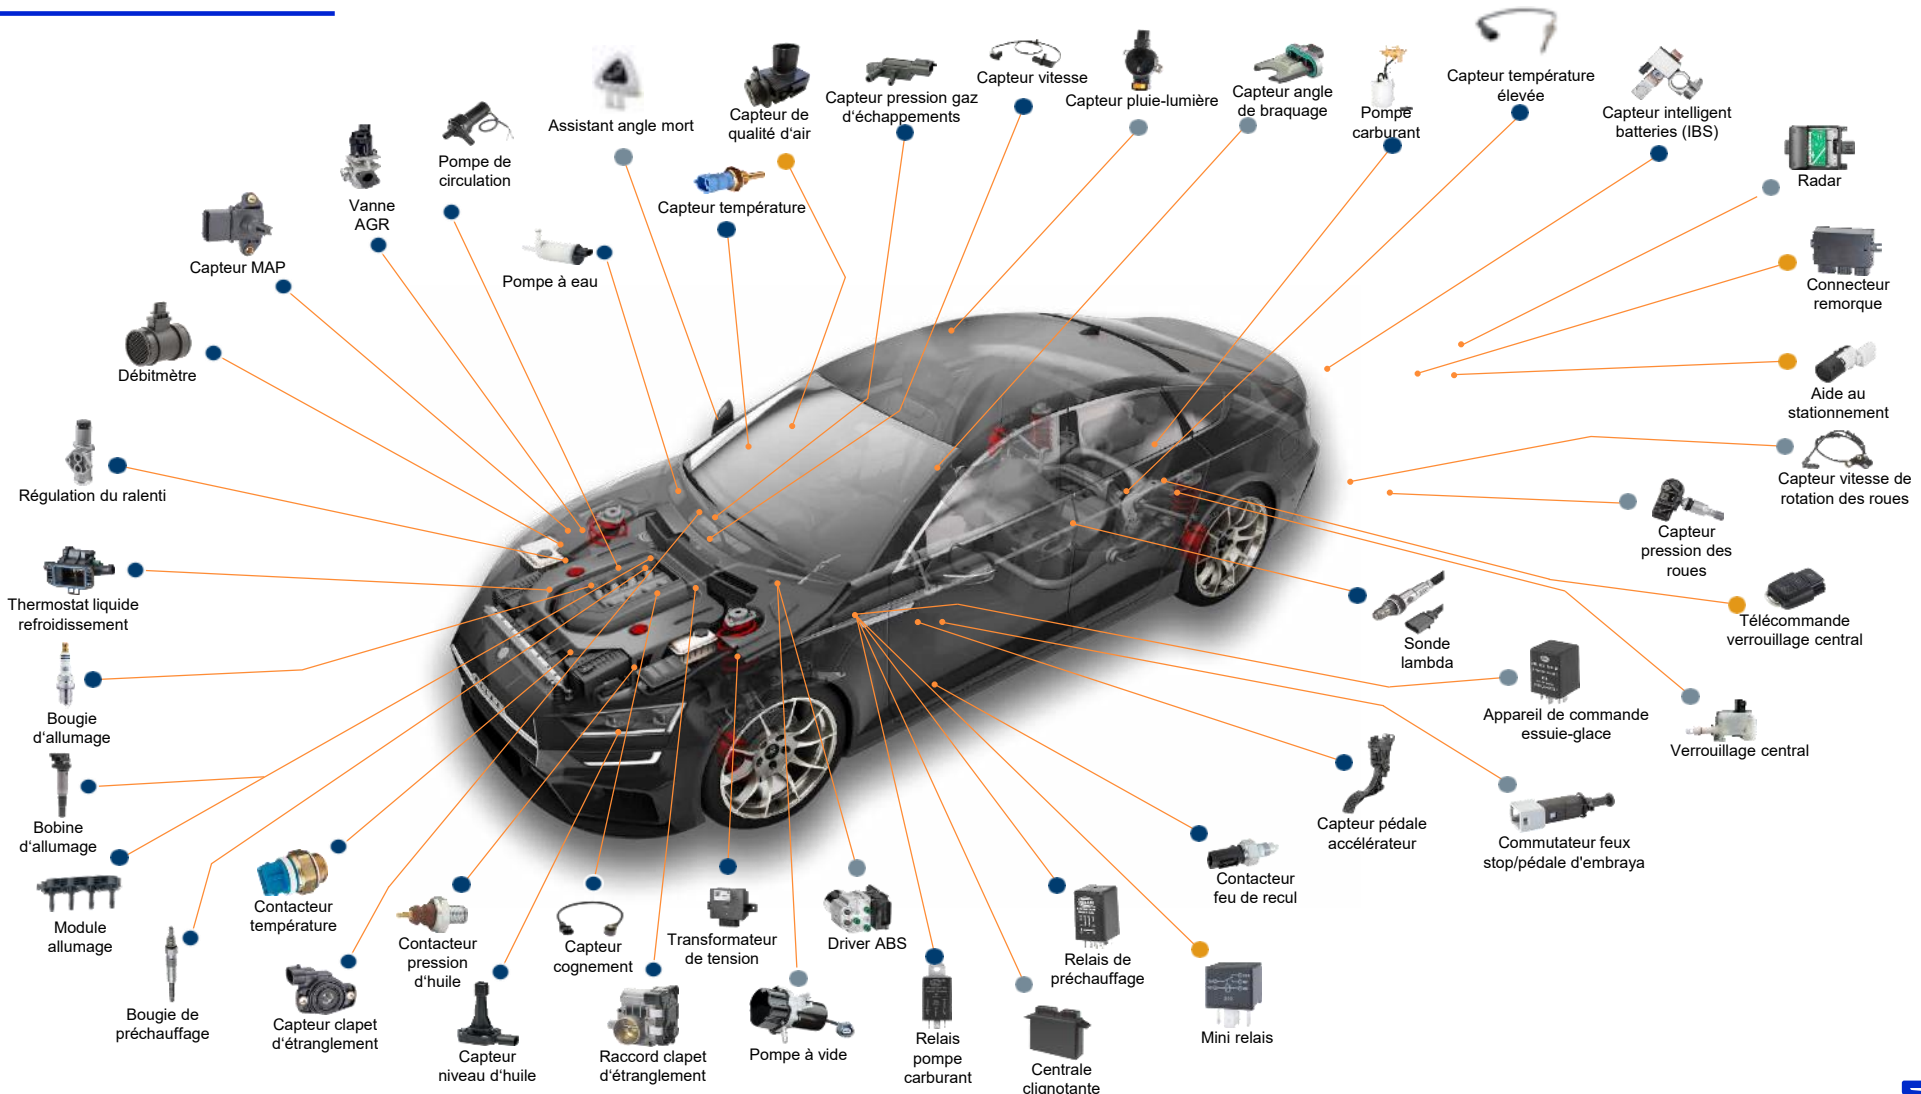 Assistant angle mort
Capteur de
qualité d'air
Capteur pression gaz
d'échappements
Capteur vitesse
Capteur pluie-lumière
Capteur angle
de braquage
Pompe
carburant
Capteur température
élevée
Capteur intelligent
batteries (IBS)
Radar
Connecteur
remorque
Aide au
stationnement
Capteur vitesse de
rotation des roues
Capteur
pression des
roues
Télécommande
verrouillage central
Verrouillage central
Sonde
lambda
Appareil de commande
essuie-glace
Commutateur feux
stop/pédale d'embraya
Capteur pédale
accélérateur
Contacteur
feu de recul
Mini relais
Relais de
préchauffage
Centrale
clignotante
Relais
pompe
carburant
Driver ABS
Pompe à vide
Transformateur
de tension
Raccord clapet
d'étranglement
Capteur
cognement
Capteur
niveau d'huile
Contacteur
pression
d'huile
Capteur clapet
d'étranglement
Contacteur
température
Bougie de
préchauffage
Module
allumage
Bobine
d'allumage
Bougie
d'allumage
Thermostat liquide
refroidissement
Régulation du ralenti
Débitmètre
Capteur MAP
Vanne
AGR
Pompe de
circulation
Pompe à eau
Capteur température